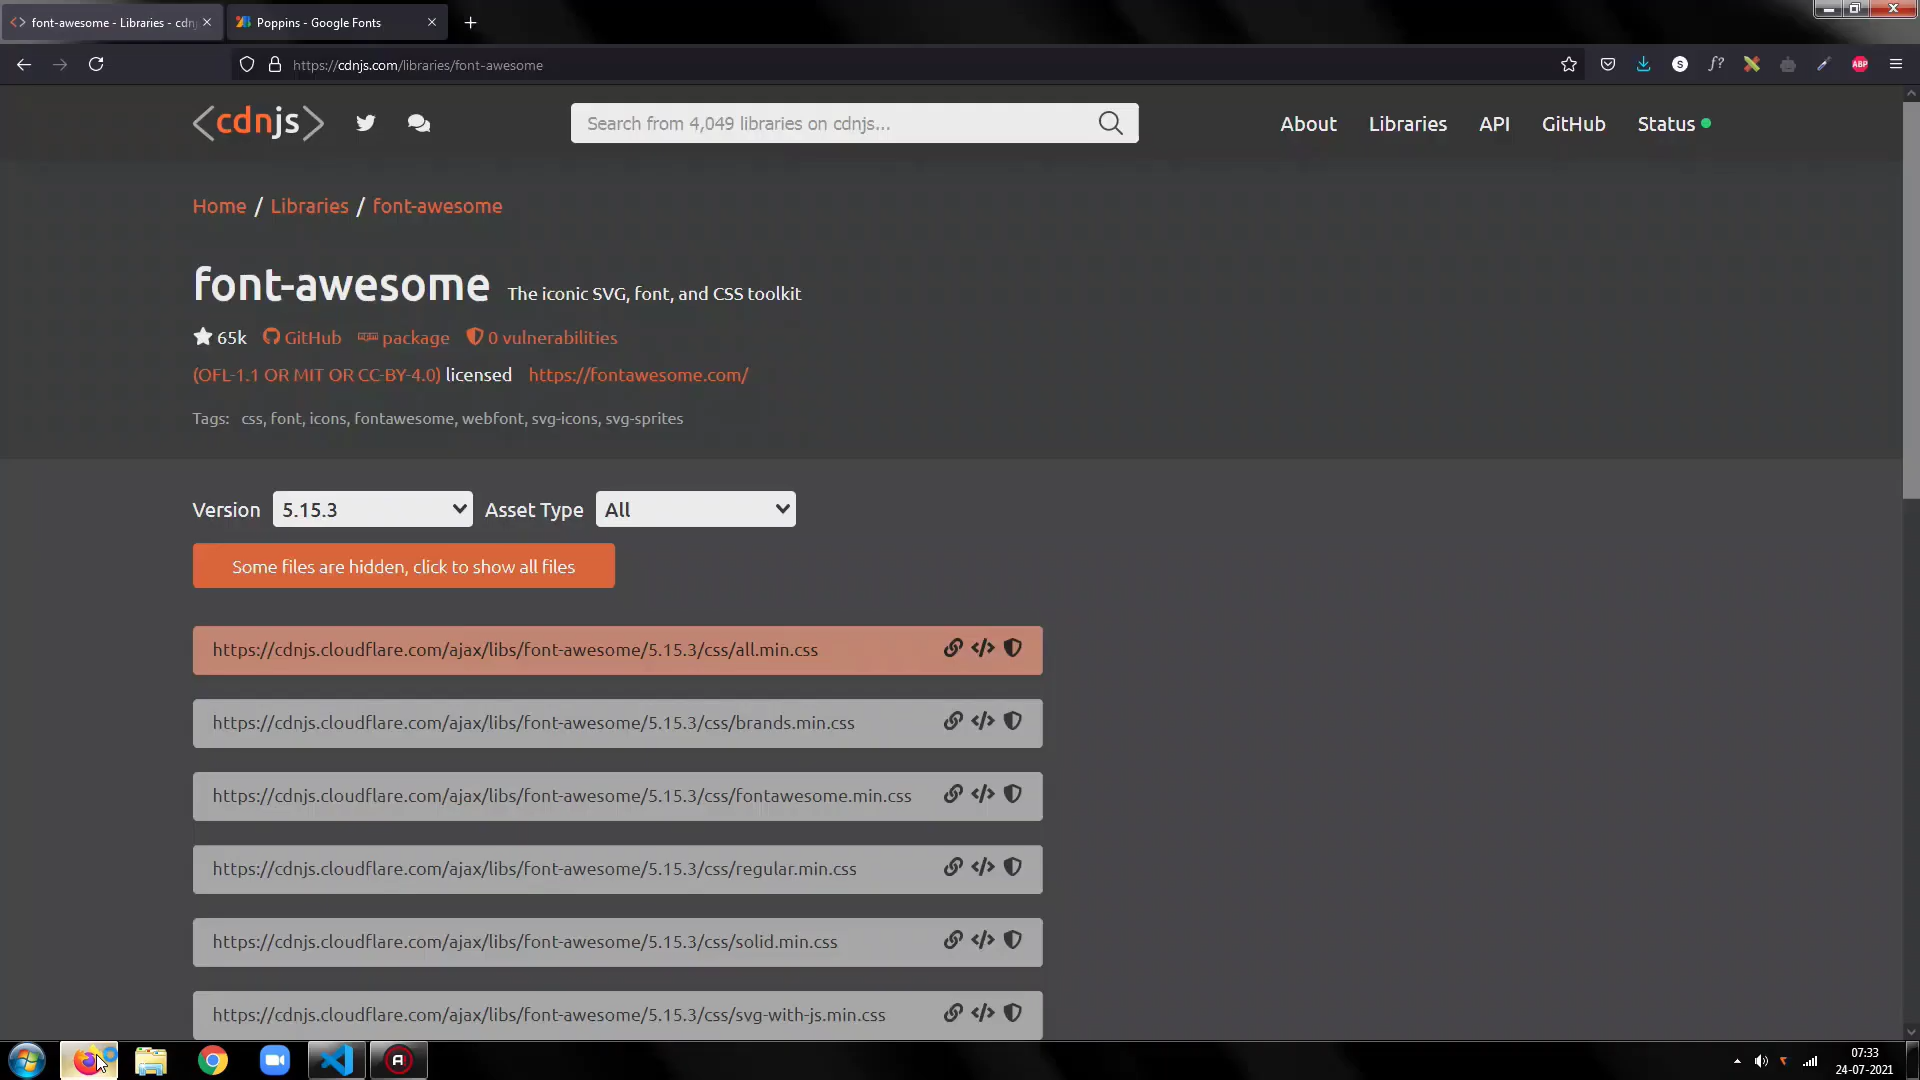 font-awesome - Libraries - cdn
Poppins - Google Fonts
https://cdnjs.com/libraries/font-awesome
S
f?
ABP
<cdnjs>
Search from 4,049 libraries on cdnjs...
About
Libraries
API
GitHub
Status
Home / Libraries / font-awesome
font-awesome The iconic SVG, font, and CSS toolkit
65k GitHub package 0 vulnerabilities
(OFL-1.1 OR MIT OR CC-BY-4.0) licensed https://fontawesome.com/
Tags: css, font, icons, fontawesome, webfont, svg-icons, svg-sprites
Version 5.15.3 Asset Type All
Some files are hidden, click to show all files
https://cdnjs.cloudflare.com/ajax/libs/font-awesome/5.15.3/css/all.min.css
https://cdnjs.cloudflare.com/ajax/libs/font-awesome/5.15.3/css/brands.min.css
https://cdnjs.cloudflare.com/ajax/libs/font-awesome/5.15.3/css/fontawesome.min.css
https://cdnjs.cloudflare.com/ajax/libs/font-awesome/5.15.3/css/regular.min.css
https://cdnjs.cloudflare.com/ajax/libs/font-awesome/5.15.3/css/solid.min.css
https://cdnjs.cloudflare.com/ajax/libs/font-awesome/5.15.3/css/svg-with-js.min.css
07:33
24-07-2021